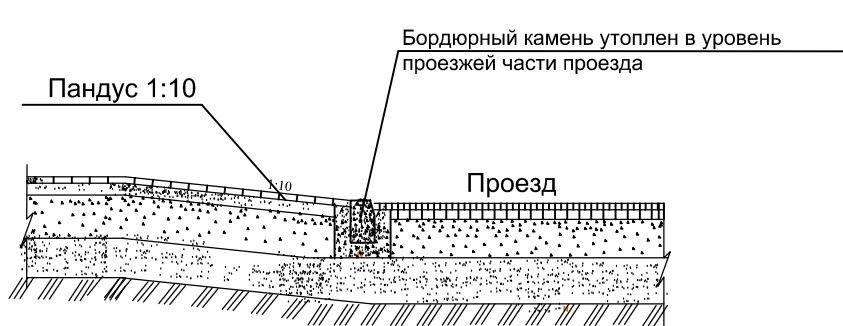 Бордюрный камень утоплен в уровень
проезжей части проезда
Пандус 1:10
1:10
Проезд